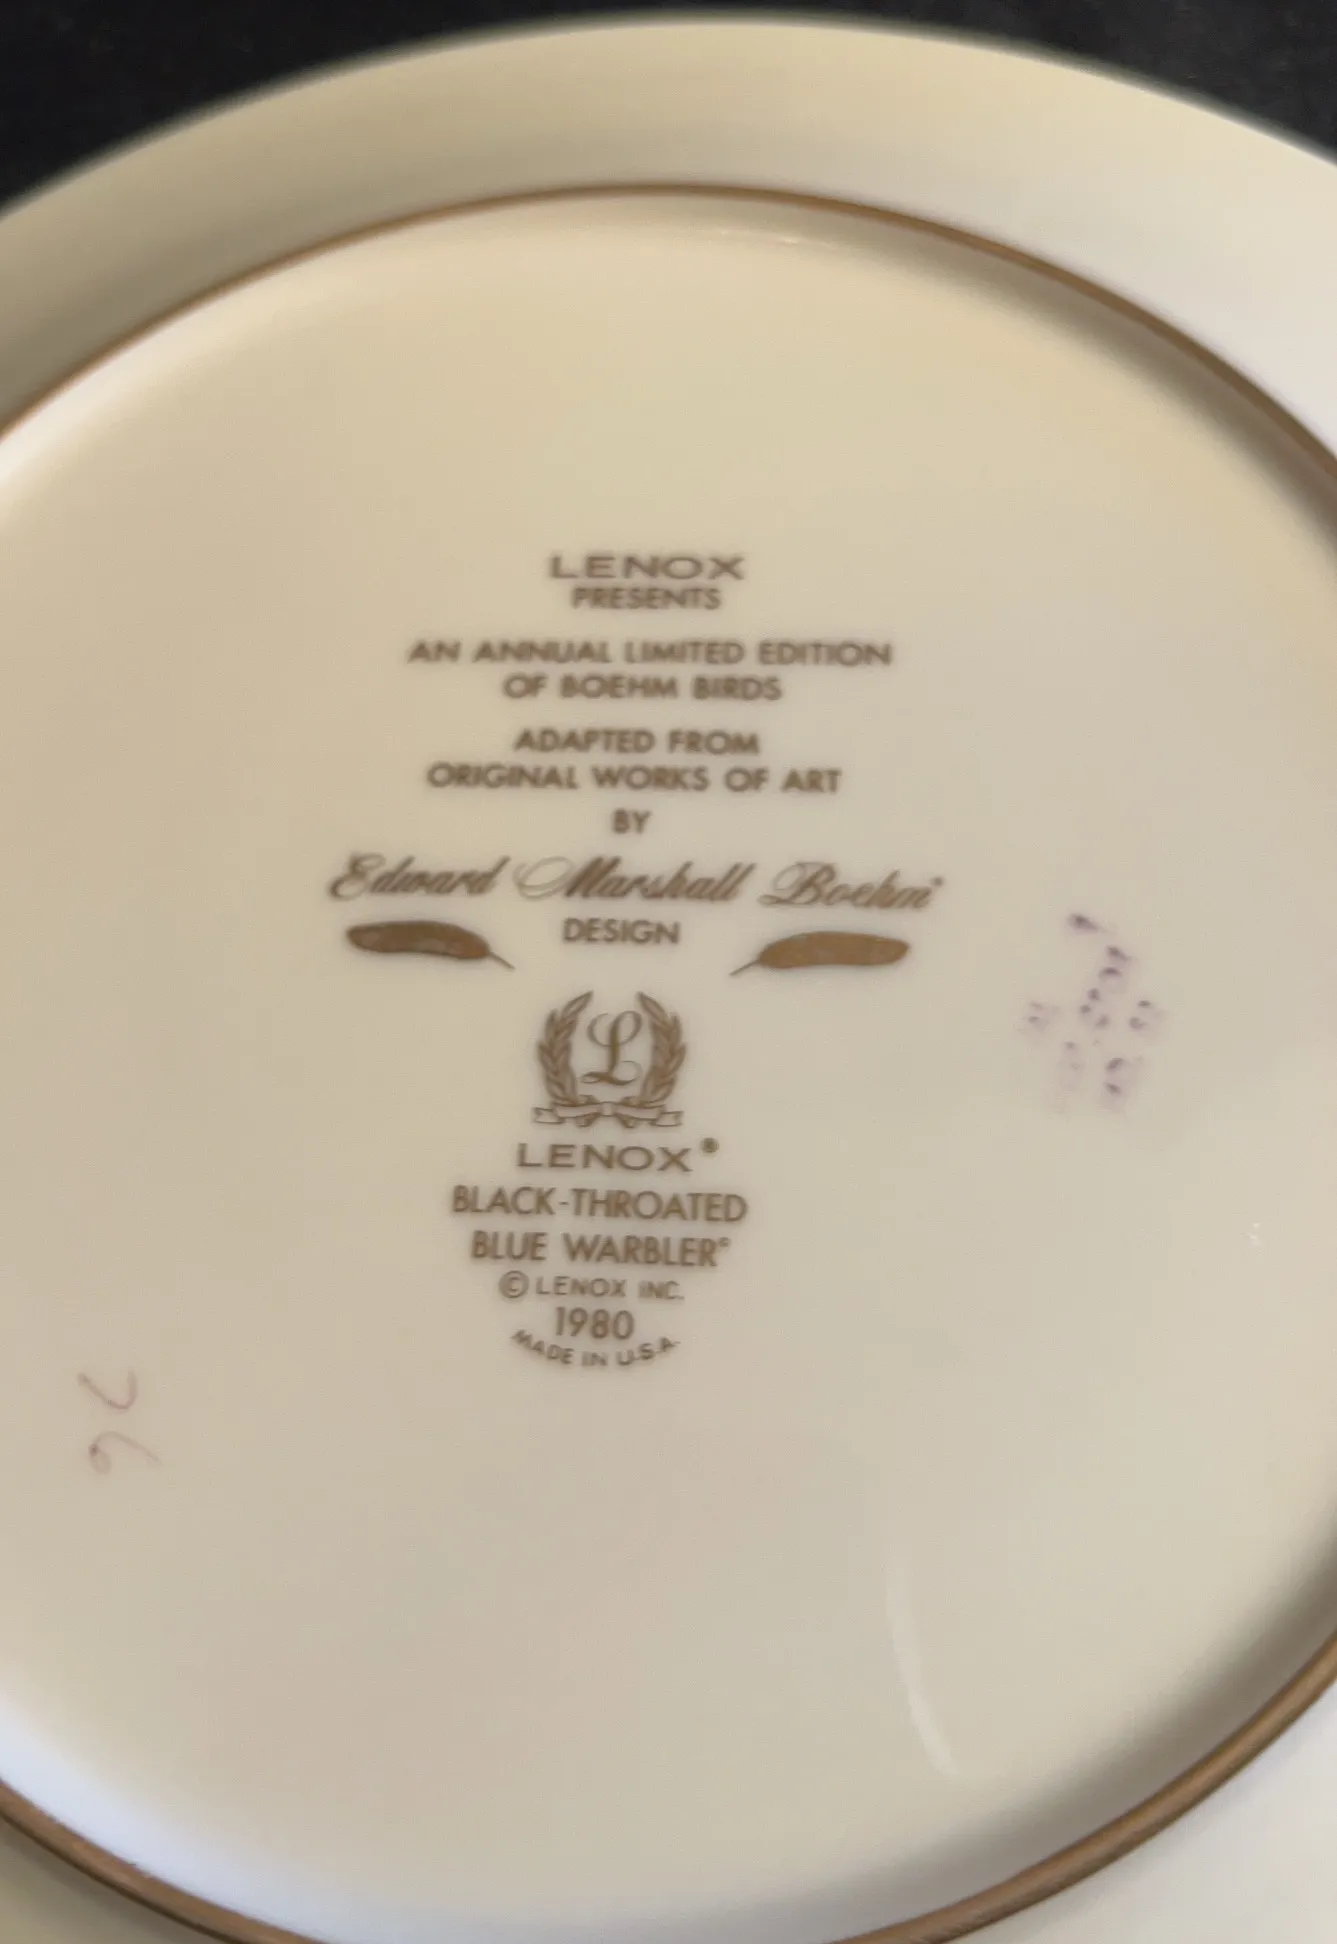 LENOX
PRESENTS
AN ANNUAL LIMITED EDITION
OF BOEHM BIRDS
ADAPTED FROM
ORIGINAL WORKS OF ART
BY
Edward Marshall Boehm
DESIGN
L
LENOX®
BLACK-THROATED
BLUE WARBLER©
© LENOX INC.
1980
MADE IN U.S.A.